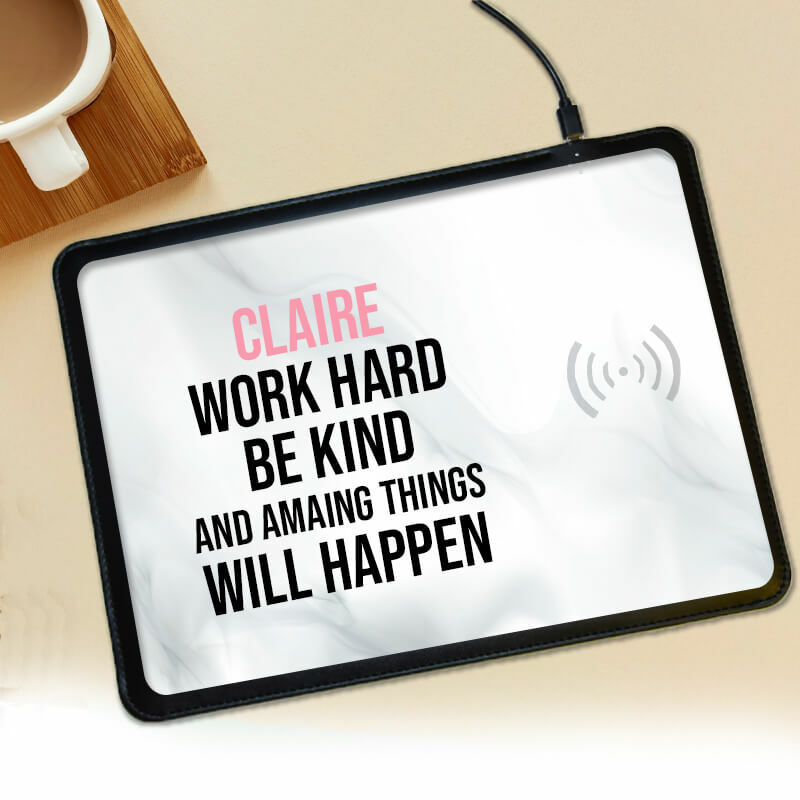 CLAIRE
WORK HARD
BE KIND
AND AMAING THINGS
WILL HAPPEN